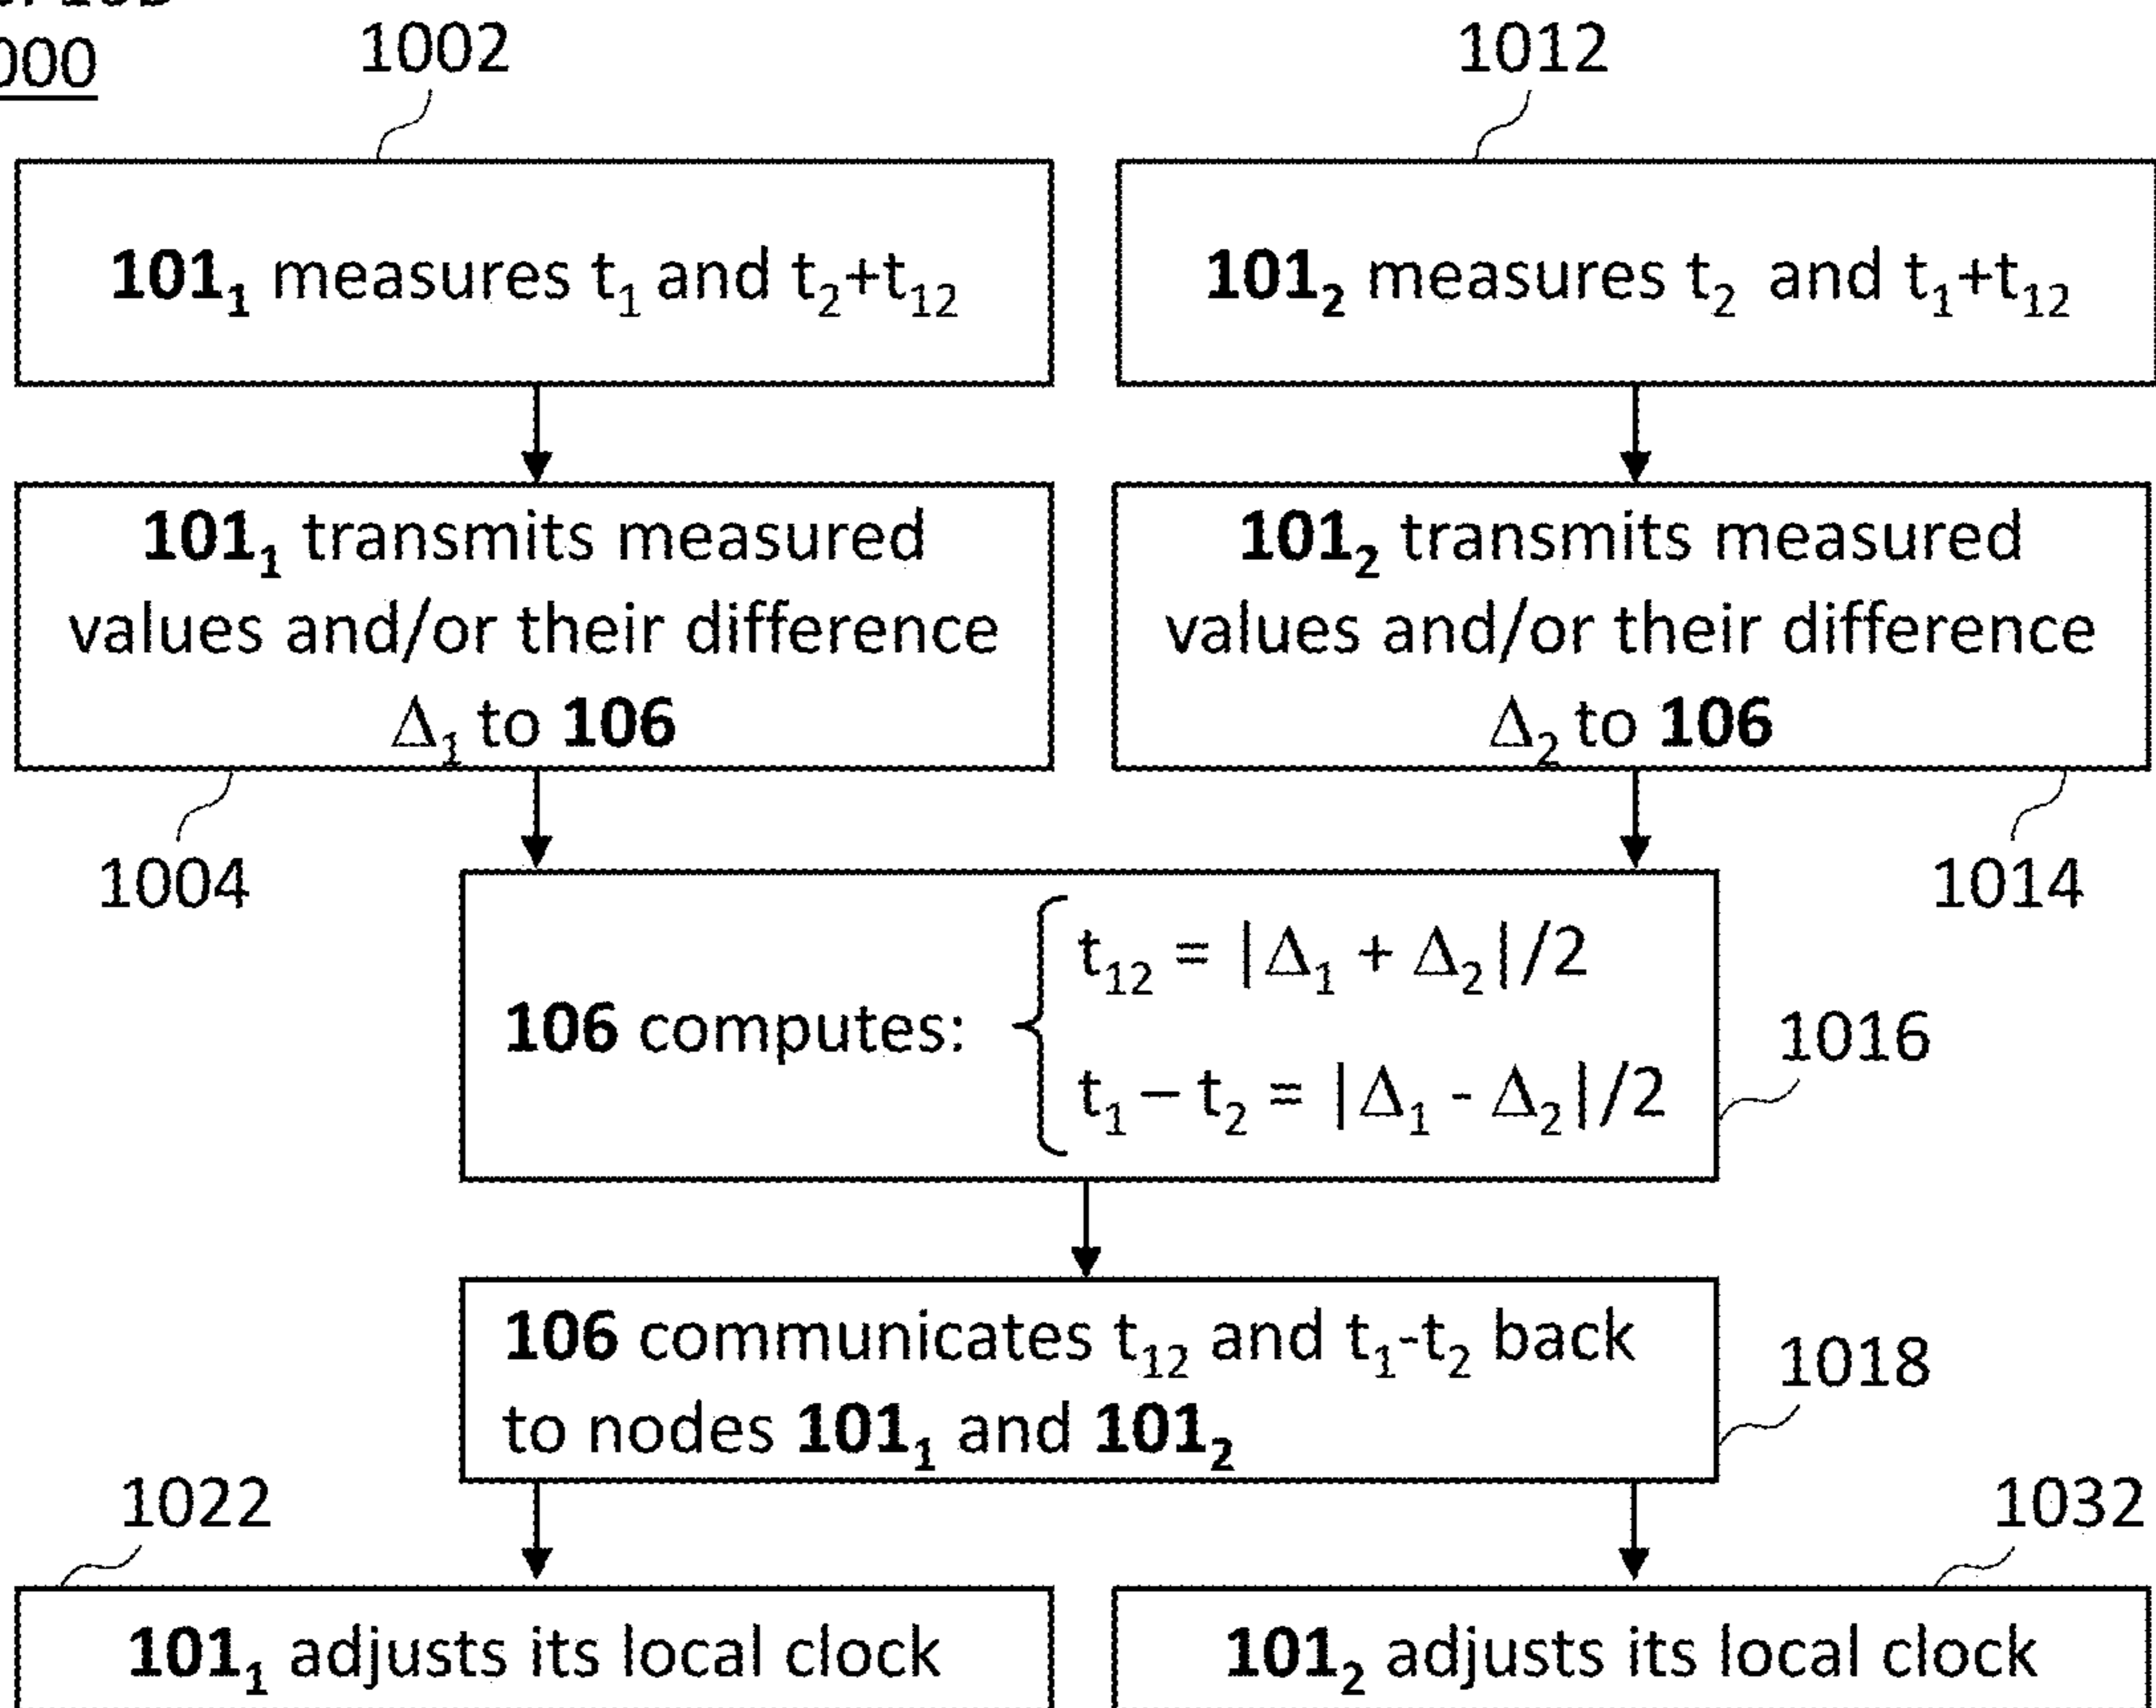 1002
1012
101₁ measures t₁ and t₂+t₁₂
101₂ measures t₂ and t₁+t₁₂
101₁ transmits measured
values and/or their difference
Δ₁ to 106
101₂ transmits measured
values and/or their difference
Δ₂ to 106
1004
1014
106 computes:
t₁₂ = |Δ₁ + Δ₂|/2
t₁ – t₂ = |Δ₁ - Δ₂|/2
1016
106 communicates t₁₂ and t₁-t₂ back
to nodes 101₁ and 101₂
1018
1022
1032
101₁ adjusts its local clock
101₂ adjusts its local clock